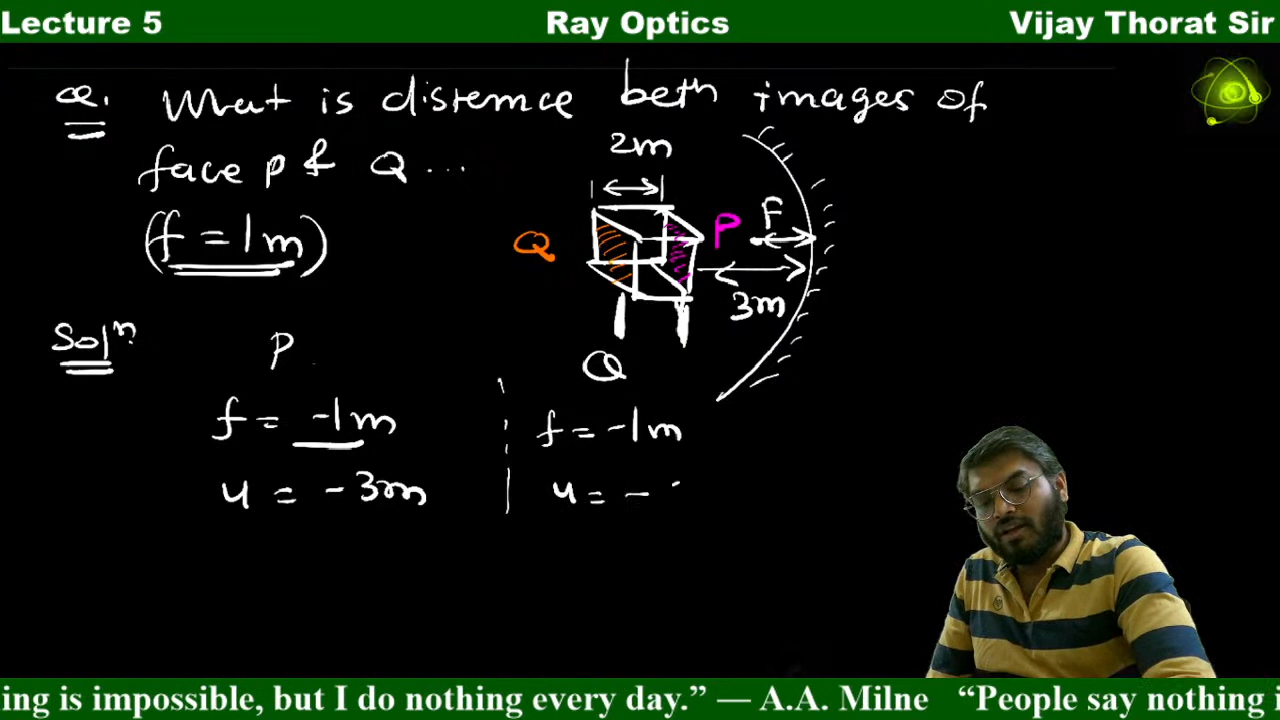 Lecture 5 Ray Optics Vijay Thorat Sir
Q. What is distance betn images of
face P & Q ...
(f = 1m)
2m
Q
P
F
3m
Soln
P
Q
f = -1m
f = -1m
u = -3m
u = -
ing is impossible, but I do nothing every day.” — A.A. Milne “People say nothing i